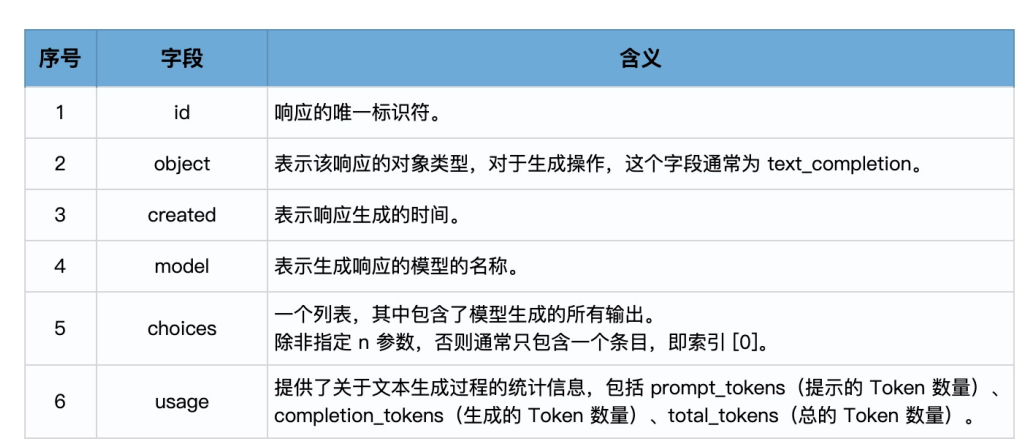 序号 字段 含义
1 id 响应的唯一标识符。
2 object 表示该响应的对象类型，对于生成操作，这个字段通常为 text_completion。
3 created 表示响应生成的时间。
4 model 表示生成响应的模型的名称。
5 choices 一个列表，其中包含了模型生成的所有输出。
除非指定 n 参数，否则通常只包含一个条目，即索引 [0]。
6 usage 提供了关于文本生成过程的统计信息，包括 prompt_tokens（提示的 Token 数量）、
completion_tokens（生成的 Token 数量）、total_tokens（总的 Token 数量）。